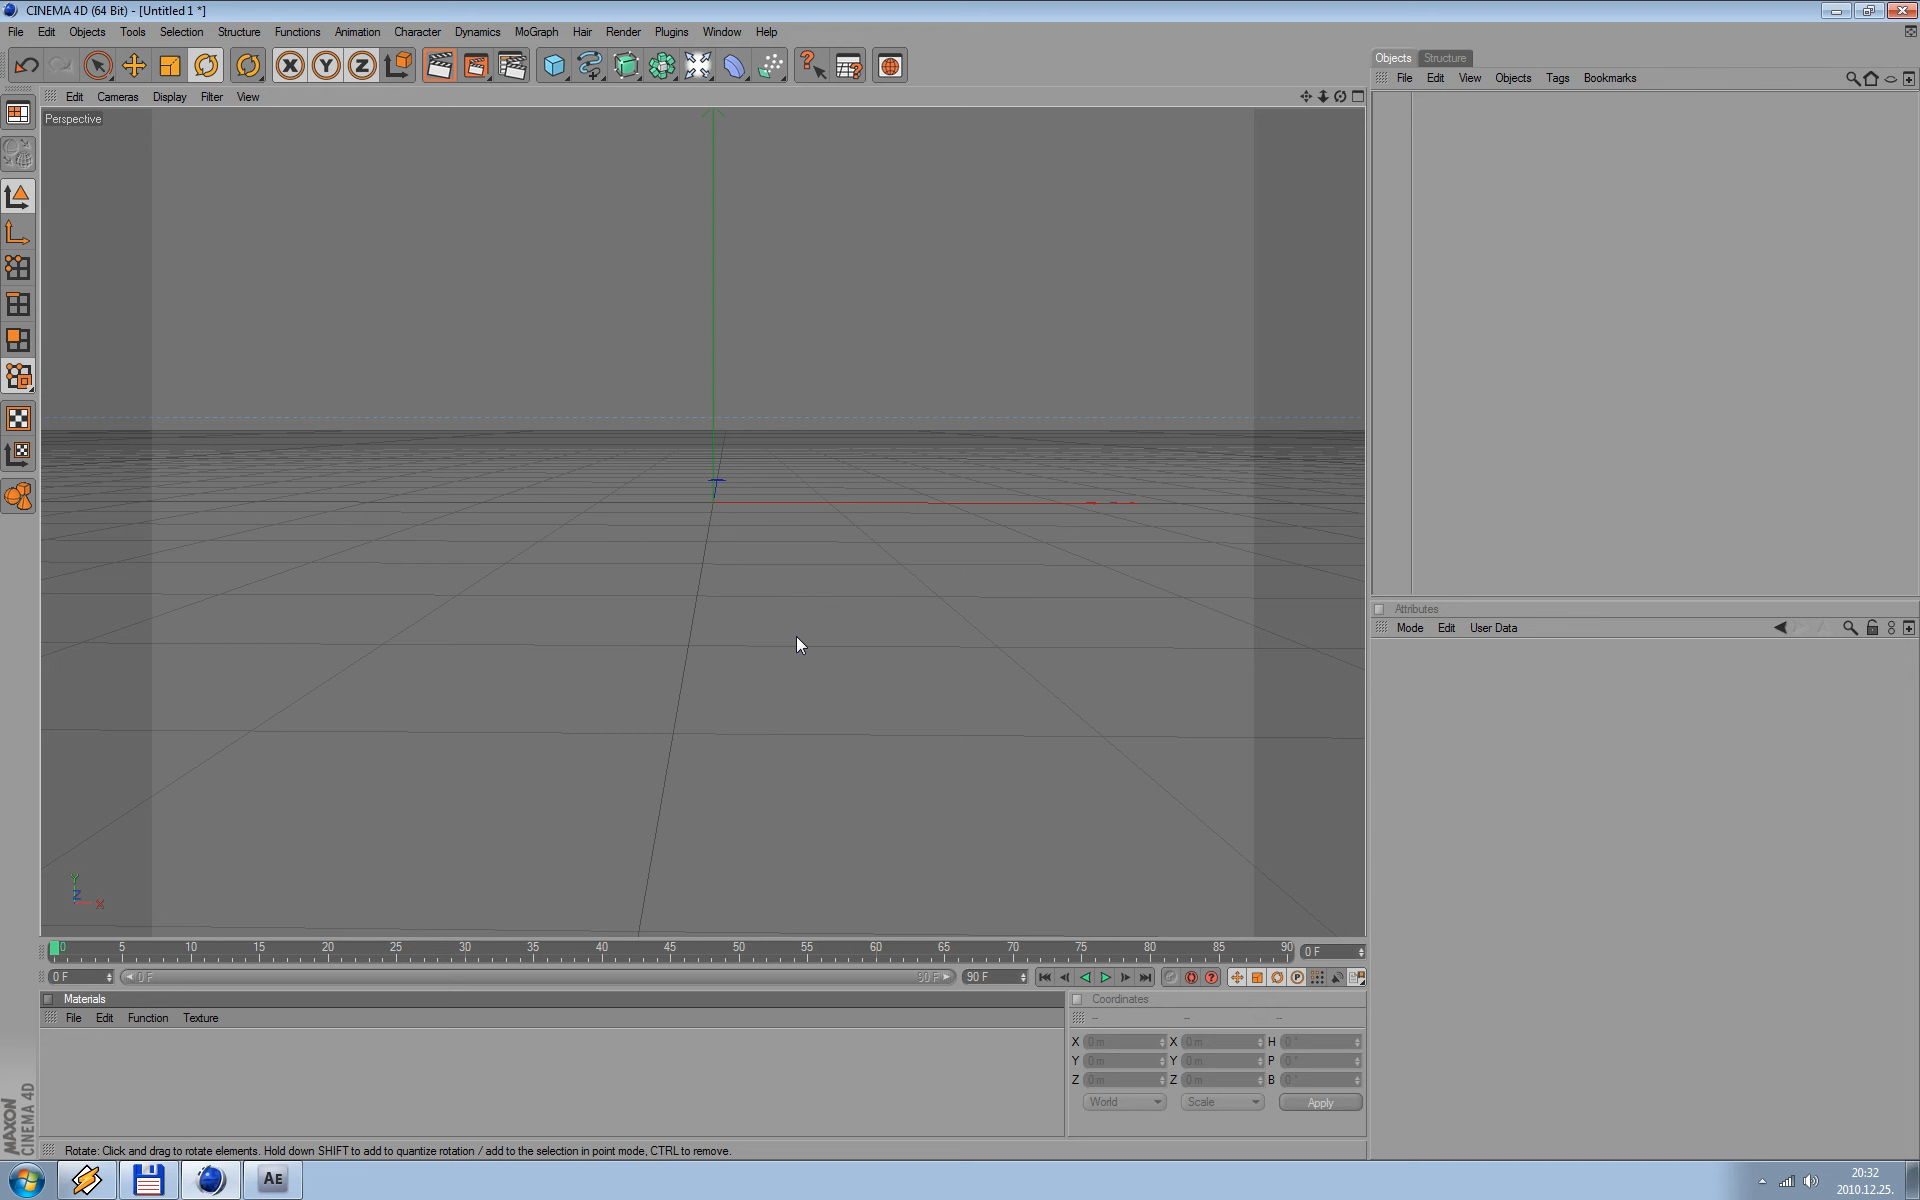 CINEMA 4D (64 Bit) - [Untitled 1 *]
File Edit Objects Tools Selection Structure Functions Animation Character Dynamics MoGraph Hair Render Plugins Window Help
X Y Z
Objects Structure
File Edit View Objects Tags Bookmarks
Edit Cameras Display Filter View
Perspective
Attributes
Mode Edit User Data
Y
Z
X
0 5 10 15 20 25 30 35 40 45 50 55 60 65 70 75 80 85 90 0 F
0 F 0 F 90 F 90 F
Materials
File Edit Function Texture
Coordinates
-- -- --
X 0 m X 0 m H 0 °
Y 0 m Y 0 m P 0 °
Z 0 m Z 0 m B 0 °
World Scale Apply
MAXON
CINEMA 4D
Rotate: Click and drag to rotate elements. Hold down SHIFT to add to quantize rotation / add to the selection in point mode, CTRL to remove.
AE
20:32
2010.12.25.